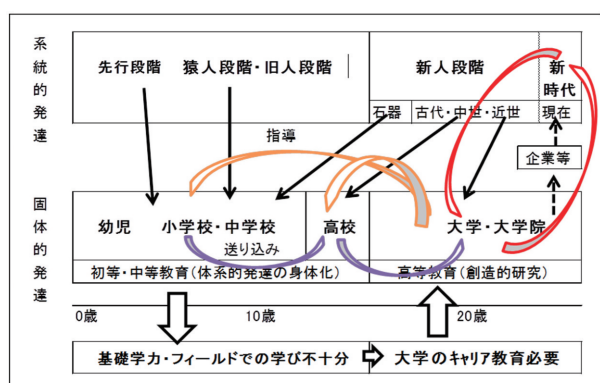 系統的発達
先行段階 猿人段階・旧人段階
新人段階
新時代
石器 古代・中世・近世 現在
指導
企業等
固体的発達
幼児 小学校・中学校 高校 大学・大学院
送り込み
初等・中等教育(体系的発達の身体化) 高等教育(創造的研究)
0歳 10歳 20歳
基礎学力・フィールドでの学び不十分 大学のキャリア教育必要